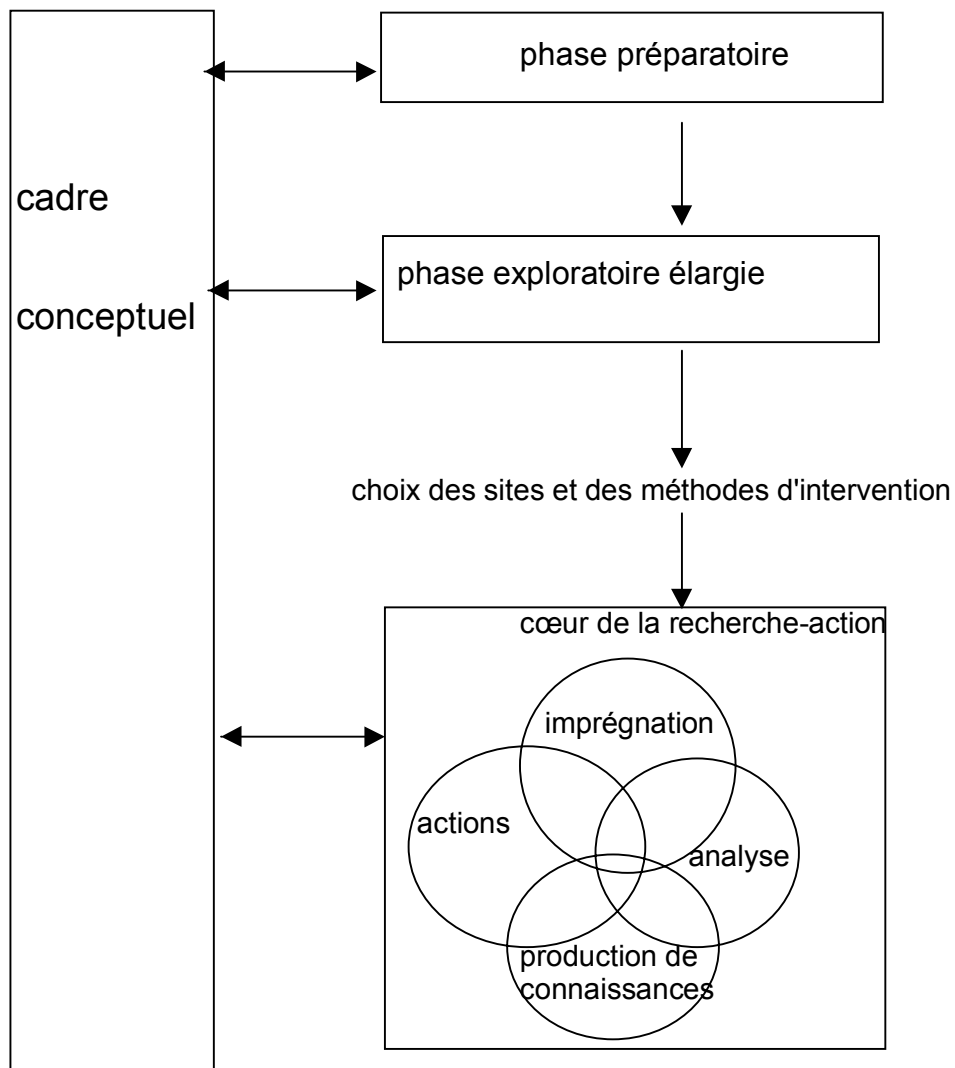 phase préparatoire
cadre
conceptuel
phase exploratoire élargie
choix des sites et des méthodes d'intervention
cœur de la recherche-action
imprégnation
actions
analyse
production de
connaissances